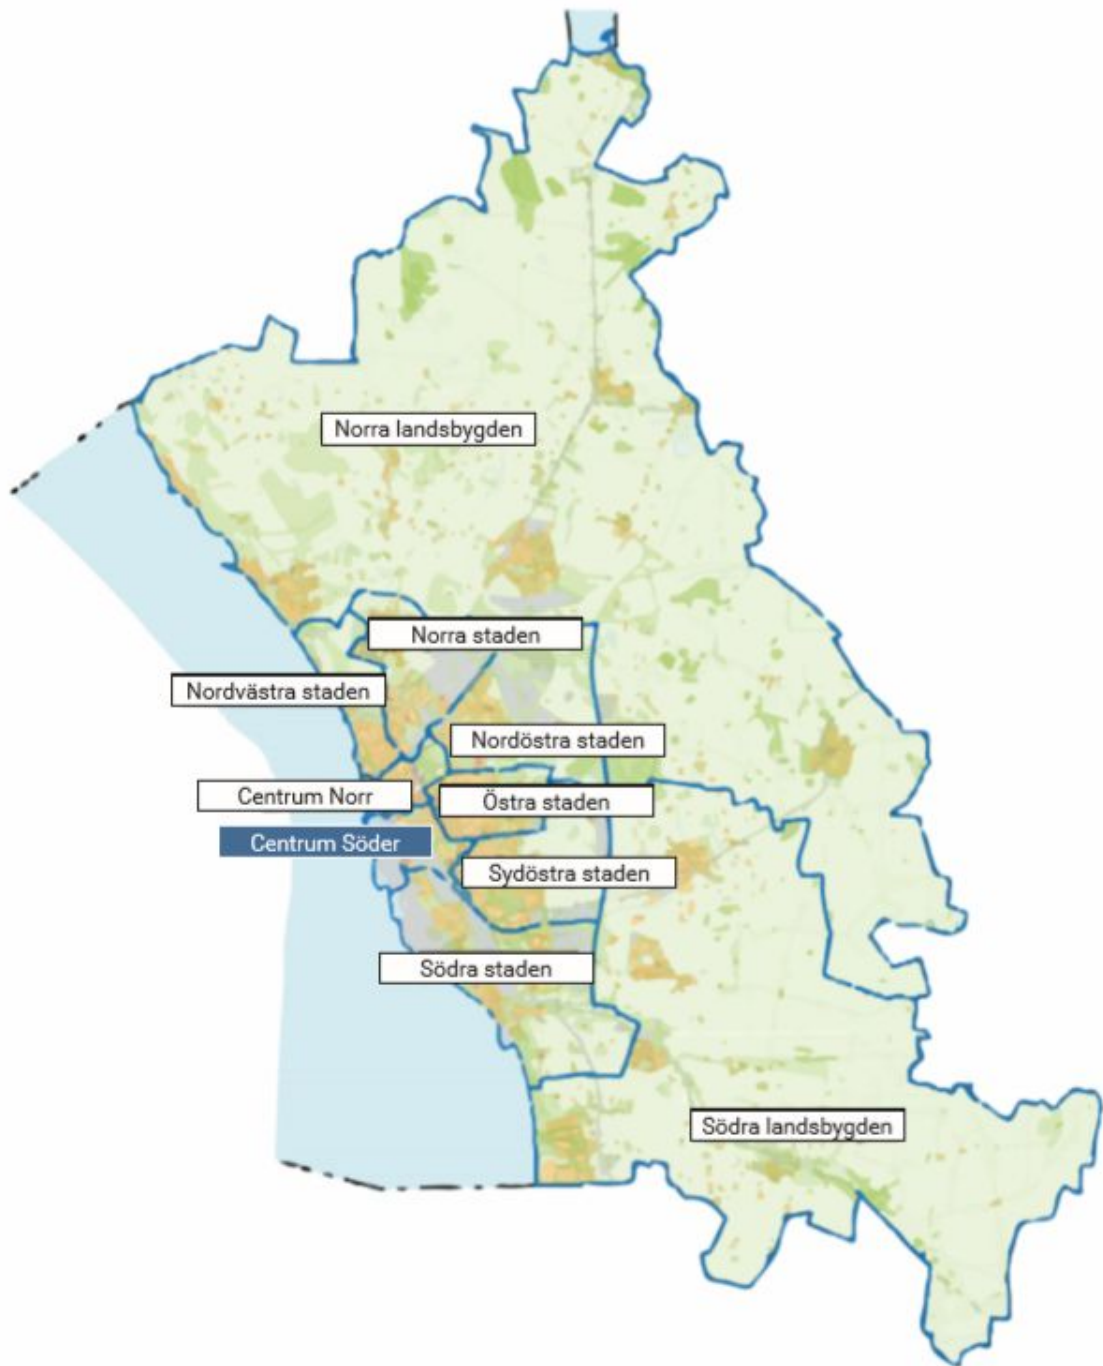 Norra landsbygden
Norra staden
Nordvästra staden
Nordöstra staden
Centrum Norr
Östra staden
Centrum Söder
Sydöstra staden
Södra staden
Södra landsbygden